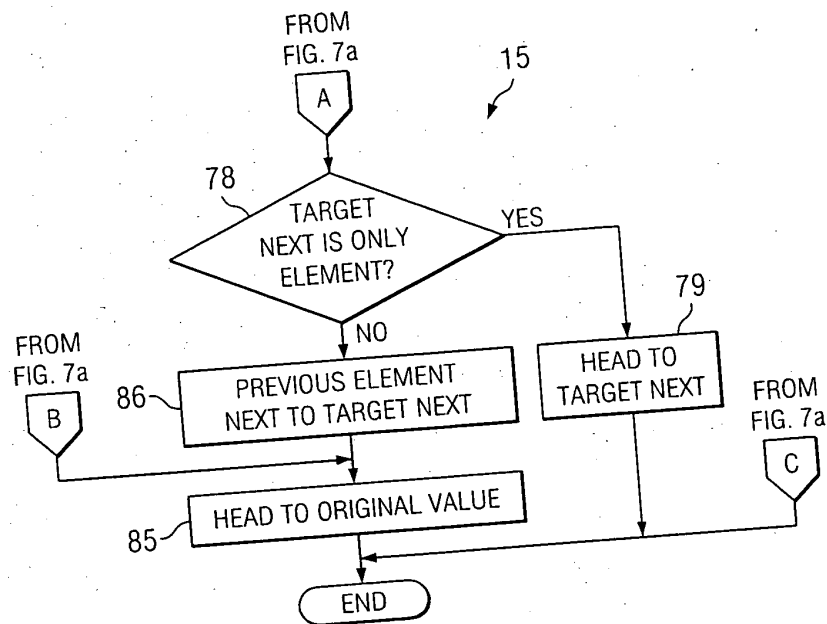 FROM
FIG. 7a
A
15
78
TARGET
NEXT IS ONLY
ELEMENT?
YES
NO
79
HEAD TO
TARGET NEXT
FROM
FIG. 7a
B
86
PREVIOUS ELEMENT
NEXT TO TARGET NEXT
FROM
FIG. 7a
C
85
HEAD TO ORIGINAL VALUE
END